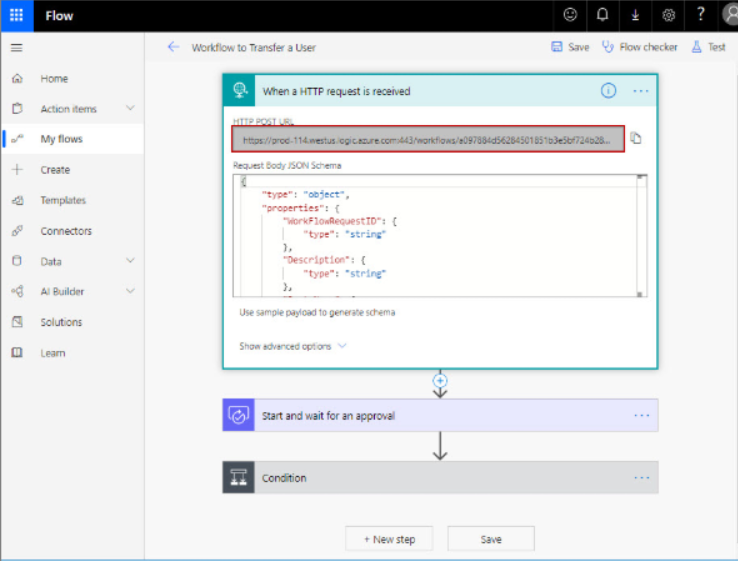 Flow
?
Workflow to Transfer a User
Save
Flow checker
Test
Home
Action items
My flows
Create
Templates
Connectors
Data
AI Builder
Solutions
Learn
When a HTTP request is received
HTTP POST URL
https://prod-114.westus.logic.azure.com:443/workflows/a097884d56284501851b3e5bf724b28...
Request Body JSON Schema
{
"type": "object",
"properties": {
"WorkFlowRequestID": {
"type": "string"
},
"Description": {
"type": "string"
},
Use sample payload to generate schema
Show advanced options
Start and wait for an approval
Condition
+ New step
Save